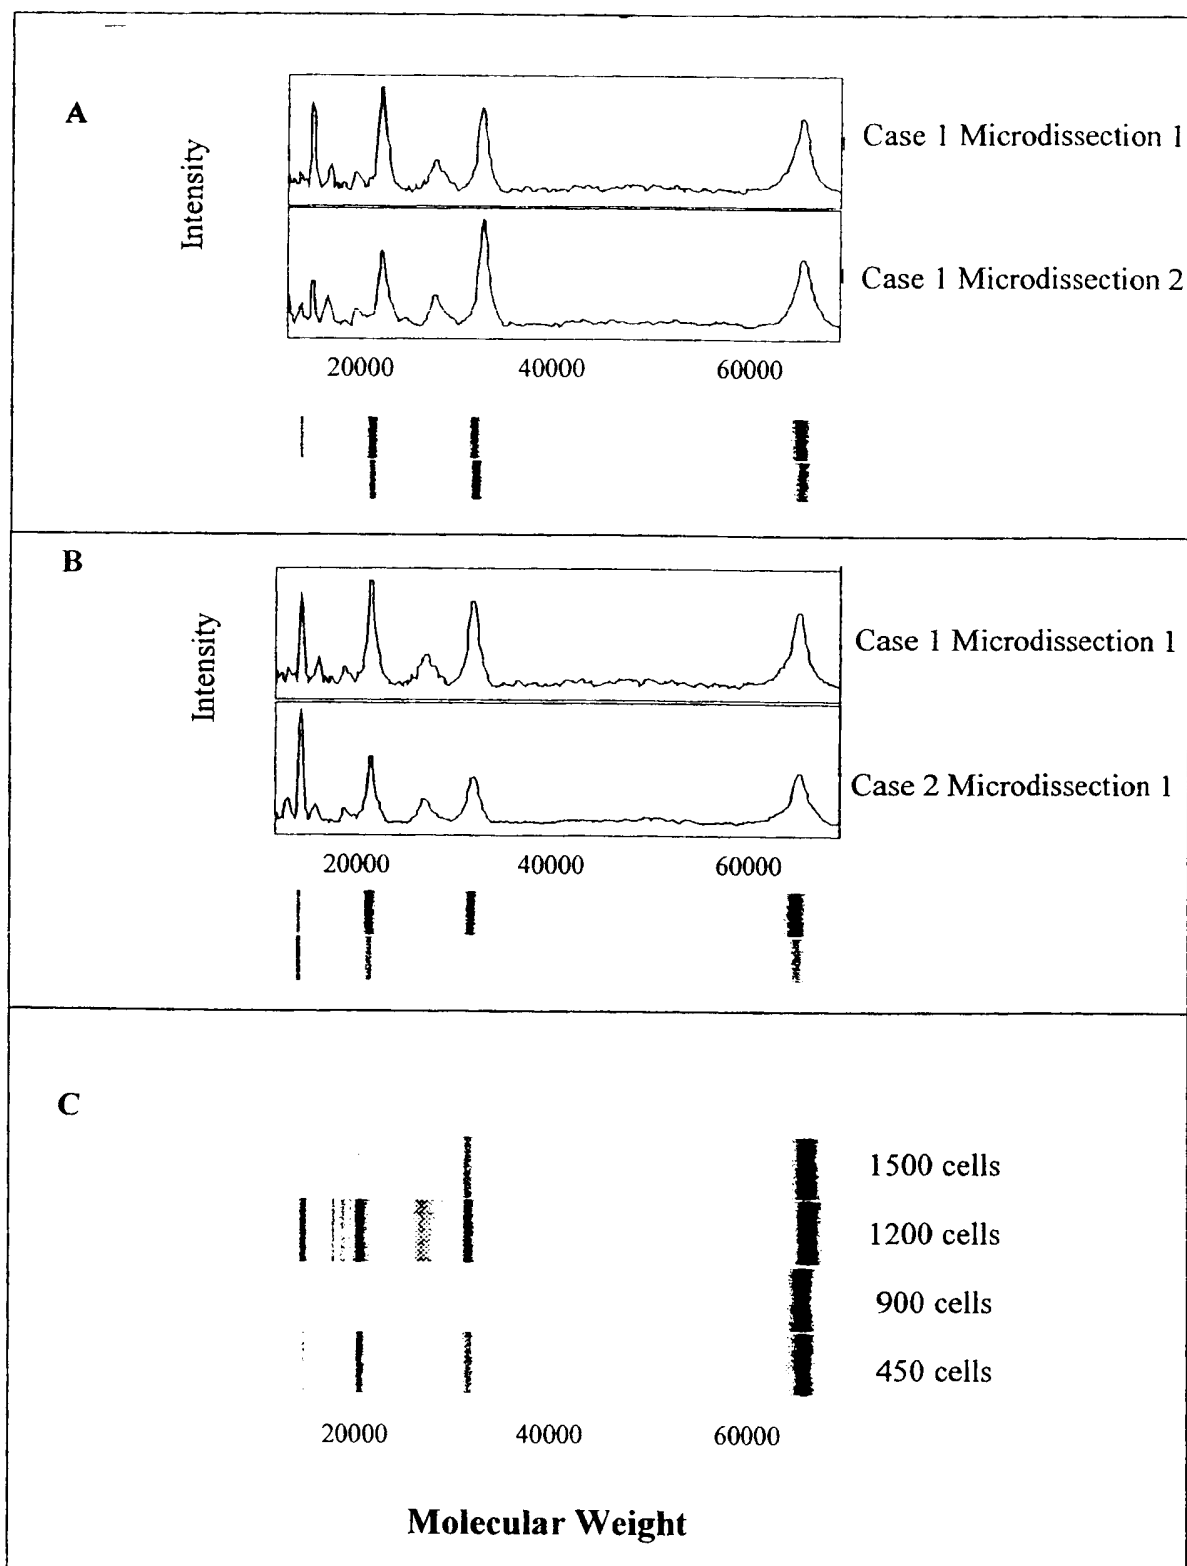 A
Intensity
Case 1 Microdissection 1
Case 1 Microdissection 2
20000 40000 60000
B
Intensity
Case 1 Microdissection 1
Case 2 Microdissection 1
20000 40000 60000
C
1500 cells
1200 cells
900 cells
450 cells
20000 40000 60000
Molecular Weight